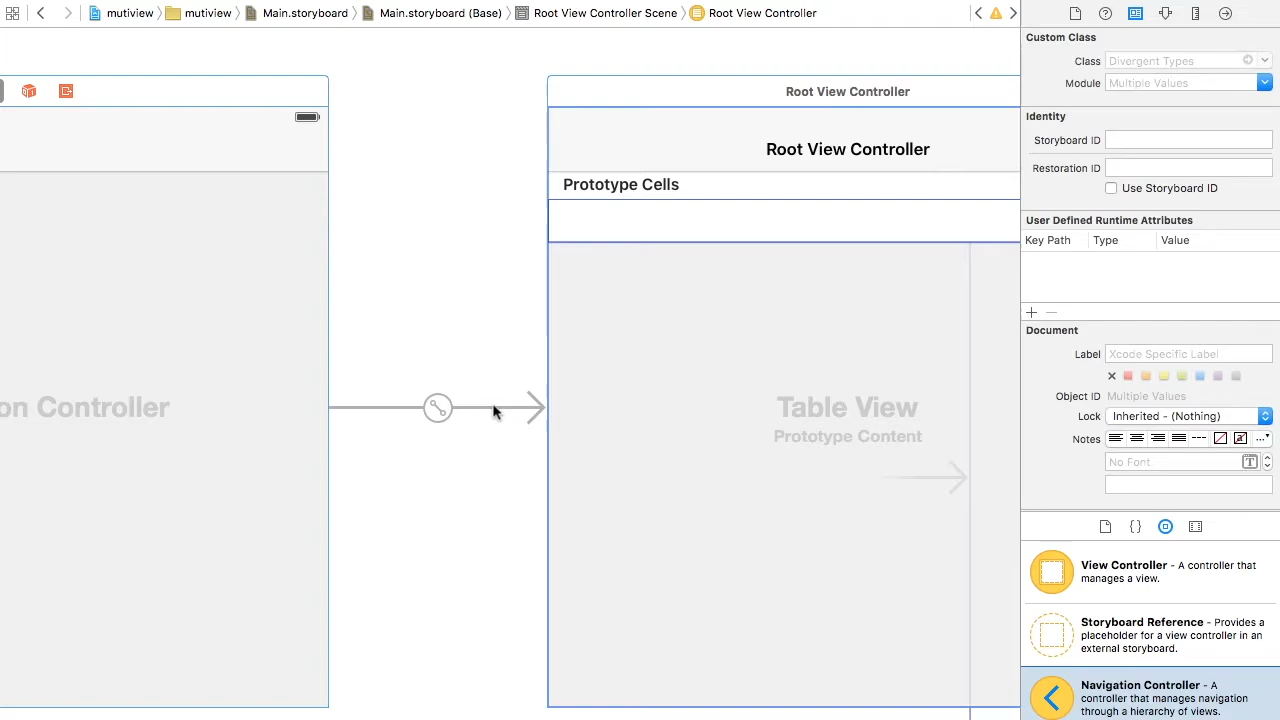 mutiview
mutiview
Main.storyboard
Main.storyboard (Base)
Root View Controller Scene
Root View Controller
Root View Controller
Root View Controller
Prototype Cells
on Controller
Table View
Prototype Content
Custom Class
Class Divergent Types
Module Multiple Values
Identity
Storyboard ID
Restoration ID
Use Storyboard ID
User Defined Runtime Attributes
Key Path Type Value
Document
Label Xcode Specific Label
Object ID Multiple Values
Lock Inherited - (Nothing)
Notes
No Font
View Controller - A controller that
manages a view.
Storyboard Reference - Provides a
placeholder for a view controller in an
external storyboard.
Navigation Controller - A
controller that manages navigation
through a hierarchy of views.